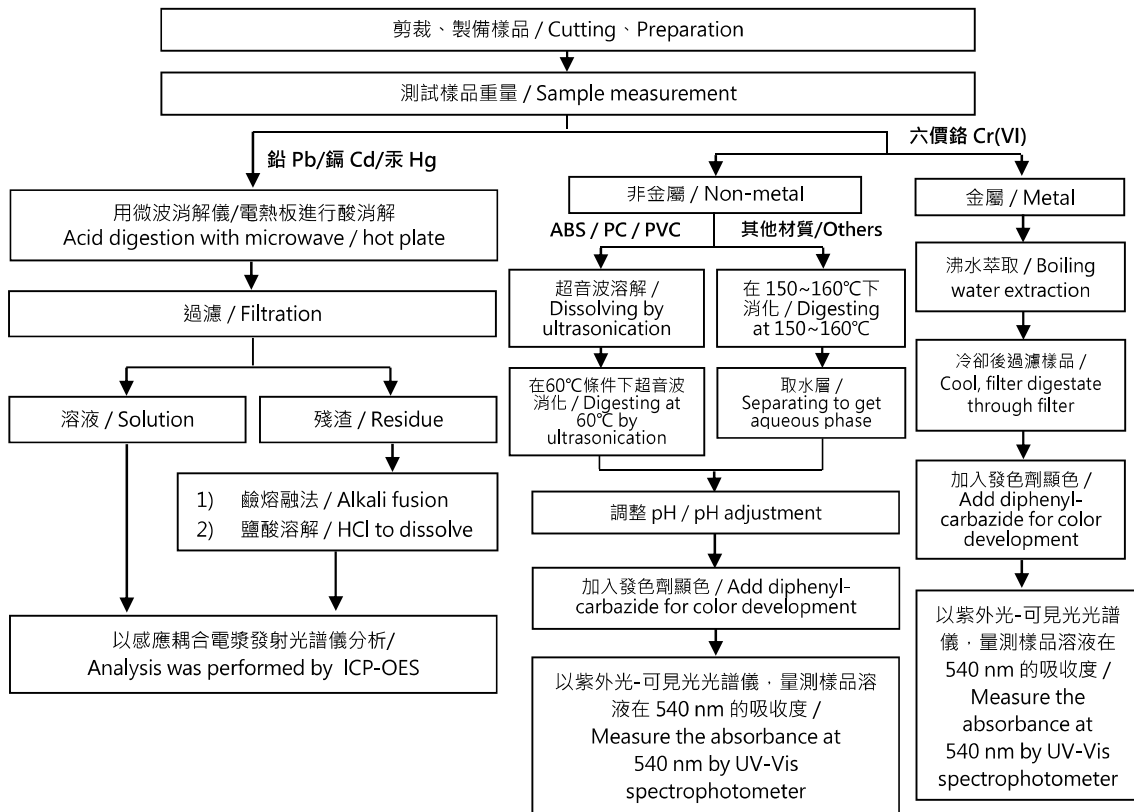 剪裁、製備樣品 / Cutting、Preparation
測試樣品重量 / Sample measurement
鉛 Pb/鎘 Cd/汞 Hg
六價鉻 Cr(VI)
用微波消解儀/電熱板進行酸消解
Acid digestion with microwave / hot plate
過濾 / Filtration
溶液 / Solution
殘渣 / Residue
1) 鹼熔融法 / Alkali fusion
2) 鹽酸溶解 / HCl to dissolve
以感應耦合電漿發射光譜儀分析/
Analysis was performed by ICP-OES
非金屬 / Non-metal
ABS / PC / PVC
其他材質/Others
超音波溶解 /
Dissolving by
ultrasonication
在60℃條件下超音波
消化 / Digesting at
60℃ by
ultrasonication
在 150~160℃下
消化 / Digesting
at 150~160℃
取水層 /
Separating to get
aqueous phase
調整 pH / pH adjustment
加入發色劑顯色 / Add diphenyl-
carbazide for color development
以紫外光-可見光光譜儀，量測樣品溶
液在 540 nm 的吸收度 /
Measure the absorbance at
540 nm by UV-Vis
spectrophotometer
金屬 / Metal
沸水萃取 / Boiling
water extraction
冷卻後過濾樣品 /
Cool, filter digestate
through filter
加入發色劑顯色 /
Add diphenyl-
carbazide for color
development
以紫外光-可見光光譜
儀，量測樣品溶液在
540 nm 的吸收度 /
Measure the
absorbance at
540 nm by UV-Vis
spectrophotometer